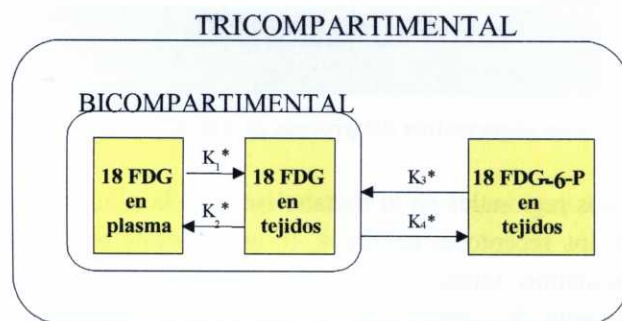 TRICOMPARTIMENTAL
BICOMPARTIMENTAL
18 FDG
en
plasma
K1*
K2*
18 FDG
en
tejidos
K3*
K4*
18 FDG-6-P
en
tejidos